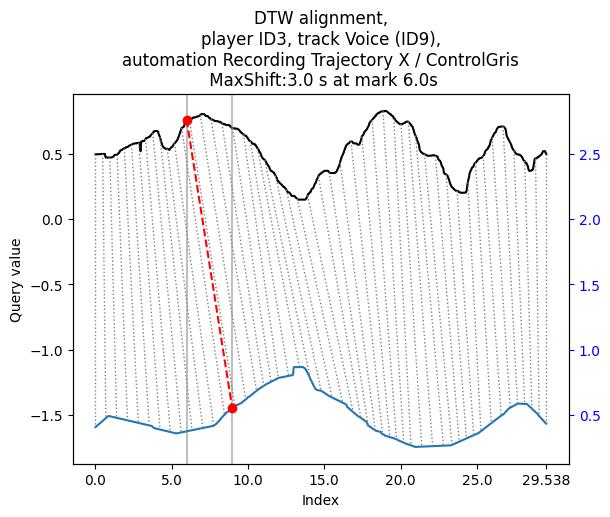 DTW alignment,
player ID3, track Voice (ID9),
automation Recording Trajectory X / ControlGris
MaxShift:3.0 s at mark 6.0s
Query value
0.5
0.0
−0.5
−1.0
−1.5
2.5
2.0
1.5
1.0
0.5
0.0 5.0 10.0 15.0 20.0 25.0 29.538
Index